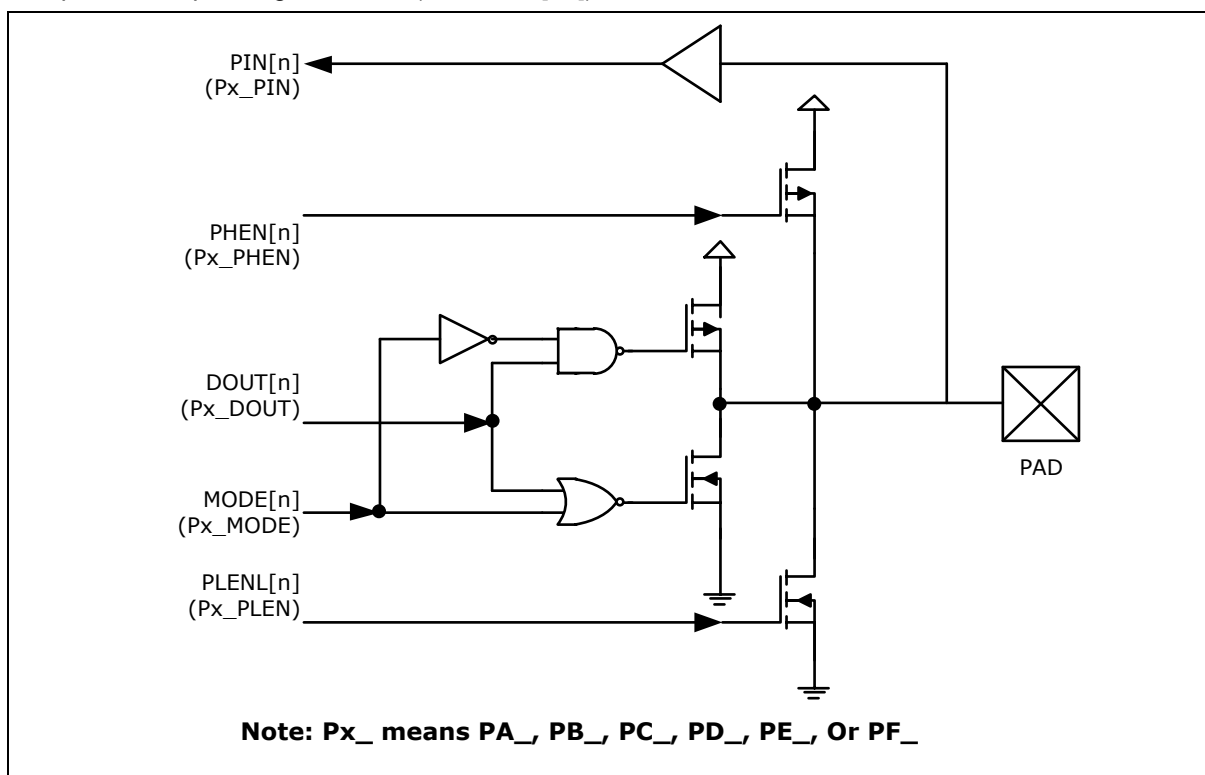 PIN[n]
(Px_PIN)
PHEN[n]
(Px_PHEN)
DOUT[n]
(Px_DOUT)
PAD
MODE[n]
(Px_MODE)
PLENL[n]
(Px_PLEN)
Note: Px_ means PA_, PB_, PC_, PD_, PE_, Or PF_